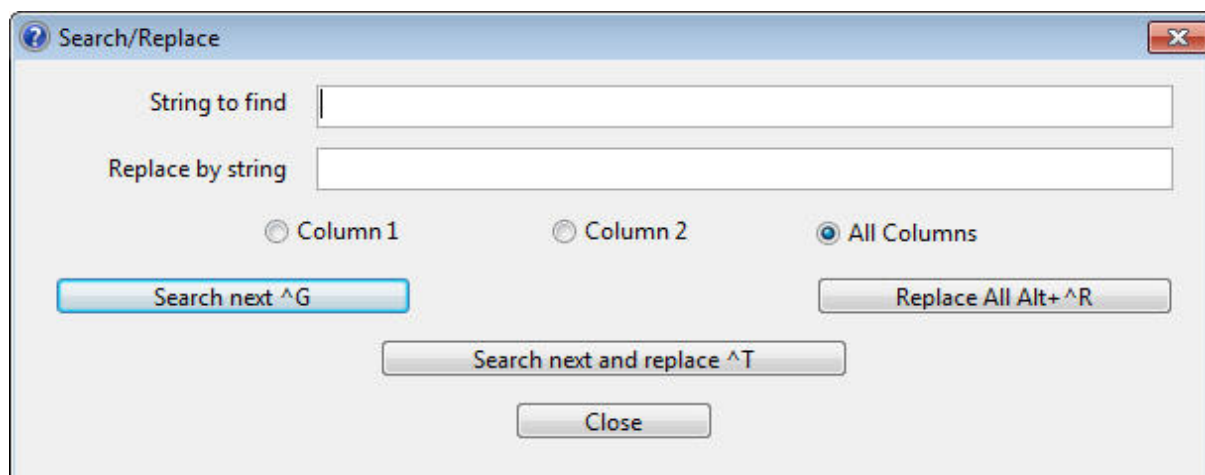 Search/Replace
String to find
Replace by string
Column 1 Column 2 All Columns
Search next ^G Replace All Alt+^R
Search next and replace ^T
Close